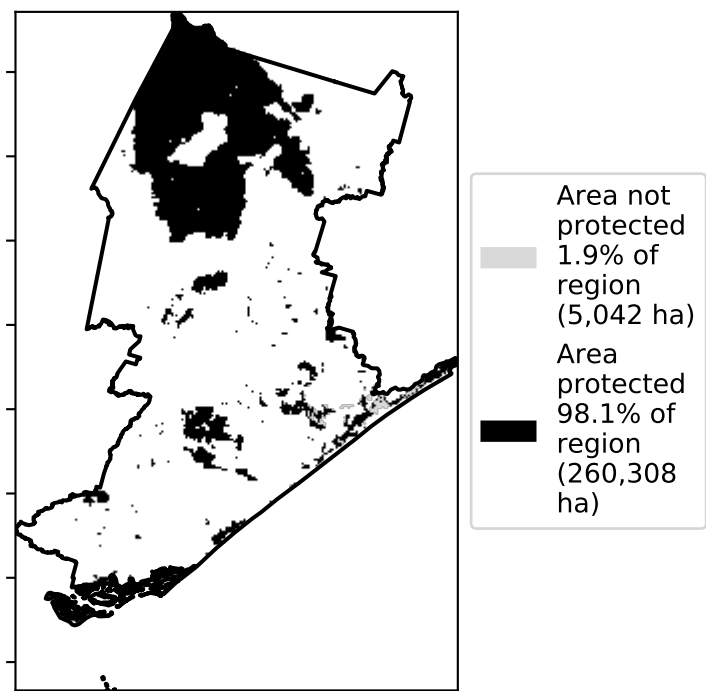 Area not
protected
1.9% of
region
(5,042 ha)
Area
protected
98.1% of
region
(260,308
ha)